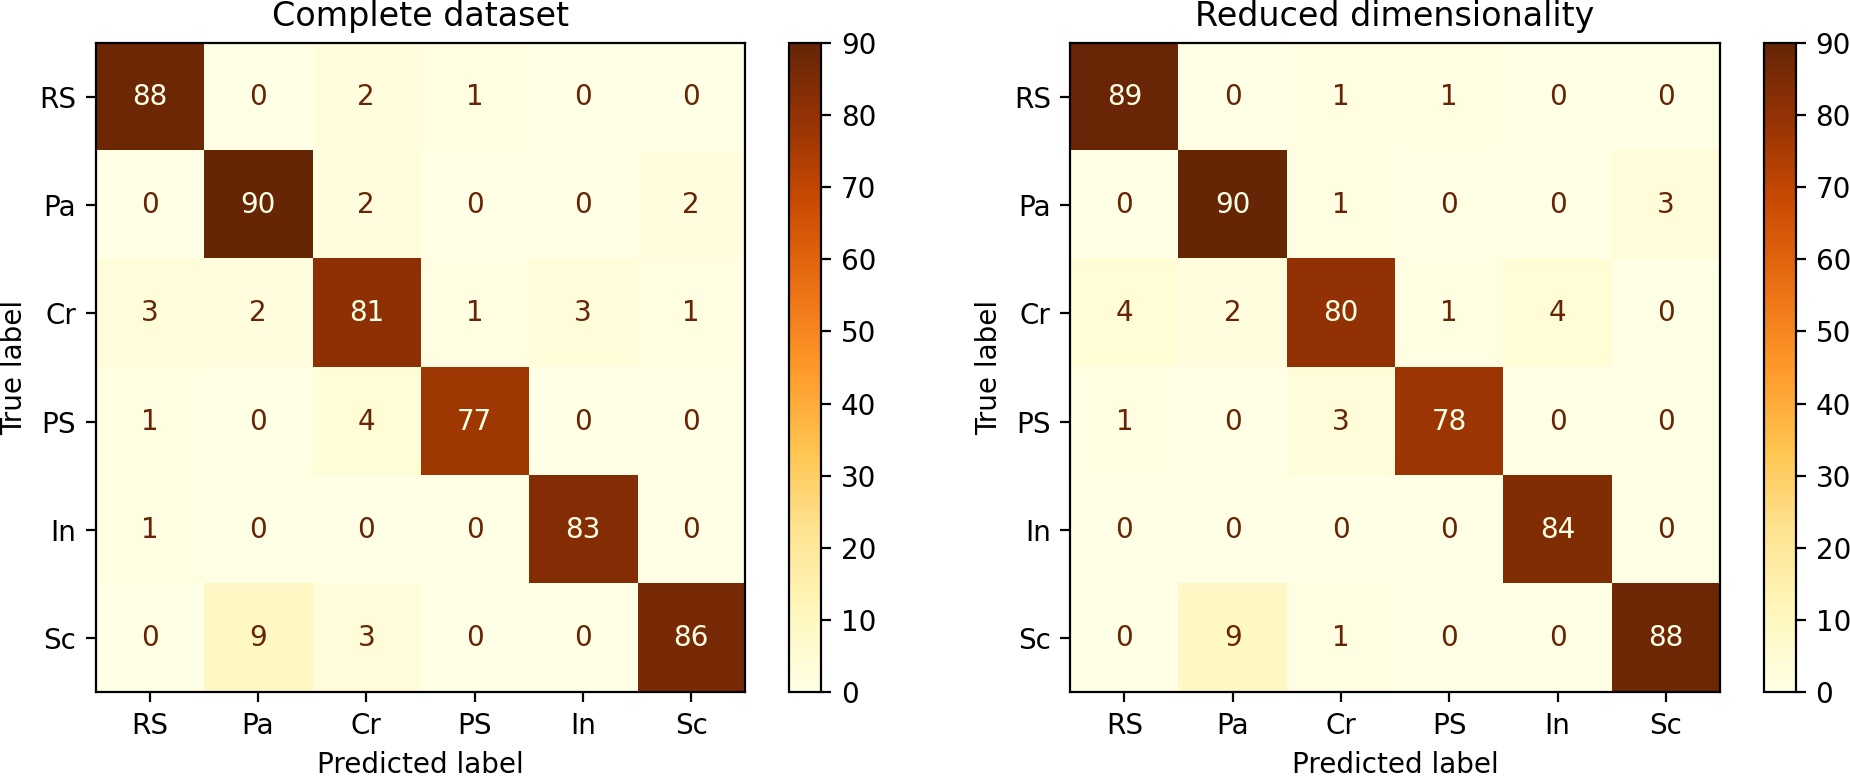 Complete dataset
True label
RS 88 0 2 1 0 0
Pa 0 90 2 0 0 2
Cr 3 2 81 1 3 1
PS 1 0 4 77 0 0
In 1 0 0 0 83 0
Sc 0 9 3 0 0 86
RS Pa Cr PS In Sc
Predicted label
90
80
70
60
50
40
30
20
10
0
Reduced dimensionality
True label
RS 89 0 1 1 0 0
Pa 0 90 1 0 0 3
Cr 4 2 80 1 4 0
PS 1 0 3 78 0 0
In 0 0 0 0 84 0
Sc 0 9 1 0 0 88
RS Pa Cr PS In Sc
Predicted label
90
80
70
60
50
40
30
20
10
0